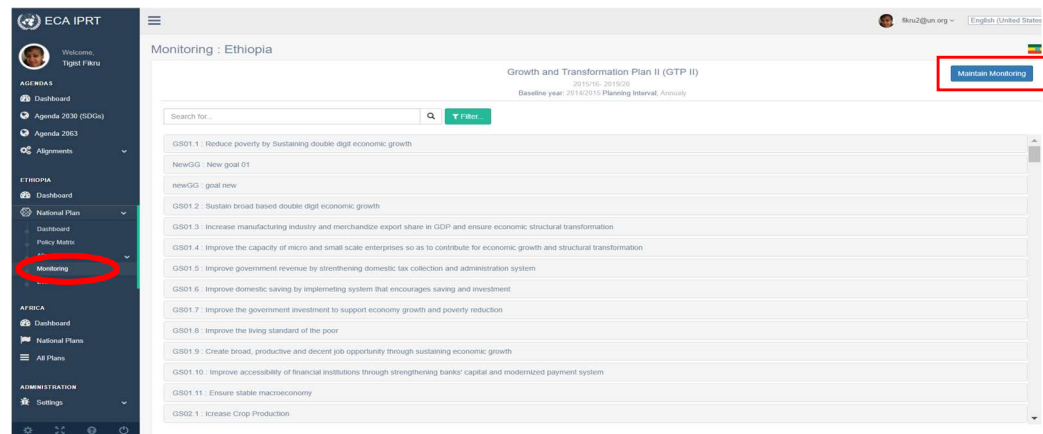 ECA IPRT
fikru2@un.org
English (United States
Welcome,
Tigist Fikru
Monitoring : Ethiopia
Growth and Transformation Plan II (GTP II)
2015/16- 2019/20
Baseline year: 2014/2015 Planning Interval: Annualy
Maintain Monitoring
Search for...
Filter...
AGENDAS
Dashboard
Agenda 2030 (SDGs)
Agenda 2063
Alignments
ETHIOPIA
Dashboard
National Plan
Dashboard
Policy Matrix
Monitoring
AFRICA
Dashboard
National Plans
All Plans
ADMINISTRATION
Settings
GS01.1 : Reduce poverty by Sustaining double digit economic growth
NewGG : New goal 01
newGG : goal new
GS01.2 : Sustain broad based double digit economic growth
GS01.3 : Increase manufacturing industry and merchandize export share in GDP and ensure economic structural transformation
GS01.4 : Improve the capacity of micro and small scale enterprises so as to contribute for economic growth and structural transformation
GS01.5 : Improve government revenue by strenthening domestic tax collection and administration system
GS01.6 : Improve domestic saving by implemeting system that encourages saving and investment
GS01.7 : Improve the government investment to support economy growth and poverty reduction
GS01.8 : Improve the living standard of the poor
GS01.9 : Create broad, productive and decent job opportunity through sustaining economic growth
GS01.10 : Improve accessibility of financial institutions through strengthening banks' capital and modernized payment system
GS01.11 : Ensure stable macroeconomy
GS02.1 : Icrease Crop Production